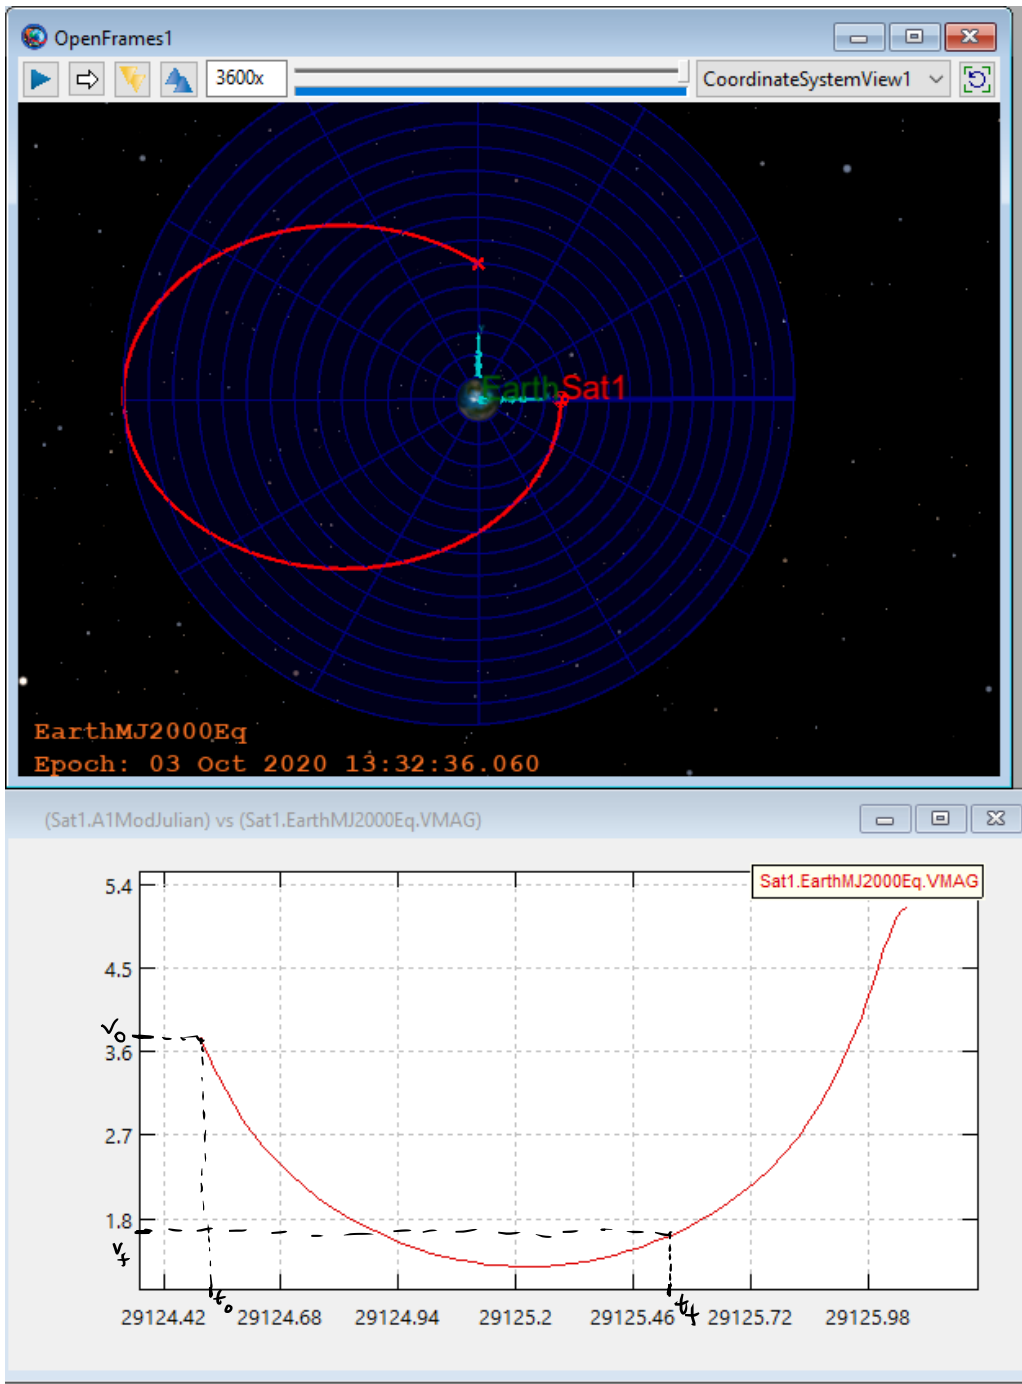 OpenFrames1
3600x CoordinateSystemView1
Y
EarthSat1
EarthMJ2000Eq
Epoch: 03 Oct 2020 13:32:36.060
(Sat1.A1ModJulian) vs (Sat1.EarthMJ2000Eq.VMAG)
Sat1.EarthMJ2000Eq.VMAG
5.4
4.5
v₀
3.6
2.7
1.8
v_f
t₀
t_f
29124.42 29124.68 29124.94 29125.2 29125.46 29125.72 29125.98